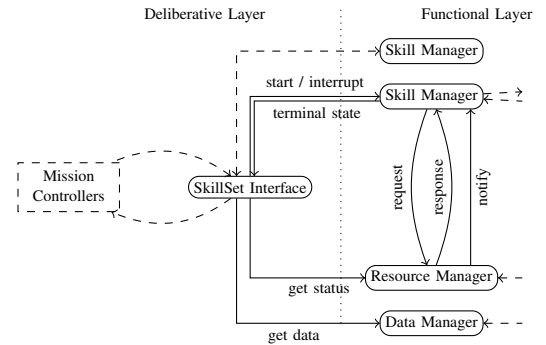 Deliberative Layer
Functional Layer
Skill Manager
start / interrupt
Skill Manager
terminal state
Mission
Controllers
SkillSet Interface
request
response
notify
Resource Manager
get status
Data Manager
get data